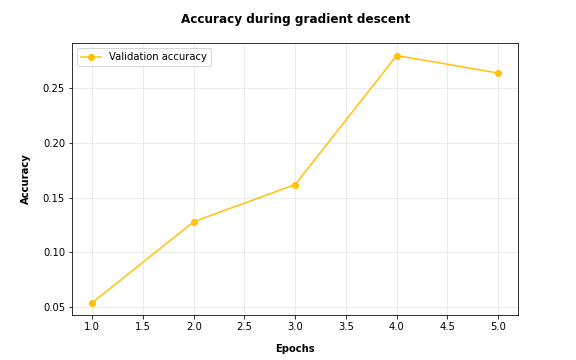 Accuracy during gradient descent
Validation accuracy
0.25
0.20
0.15
0.10
0.05
Accuracy
1.0 1.5 2.0 2.5 3.0 3.5 4.0 4.5 5.0
Epochs